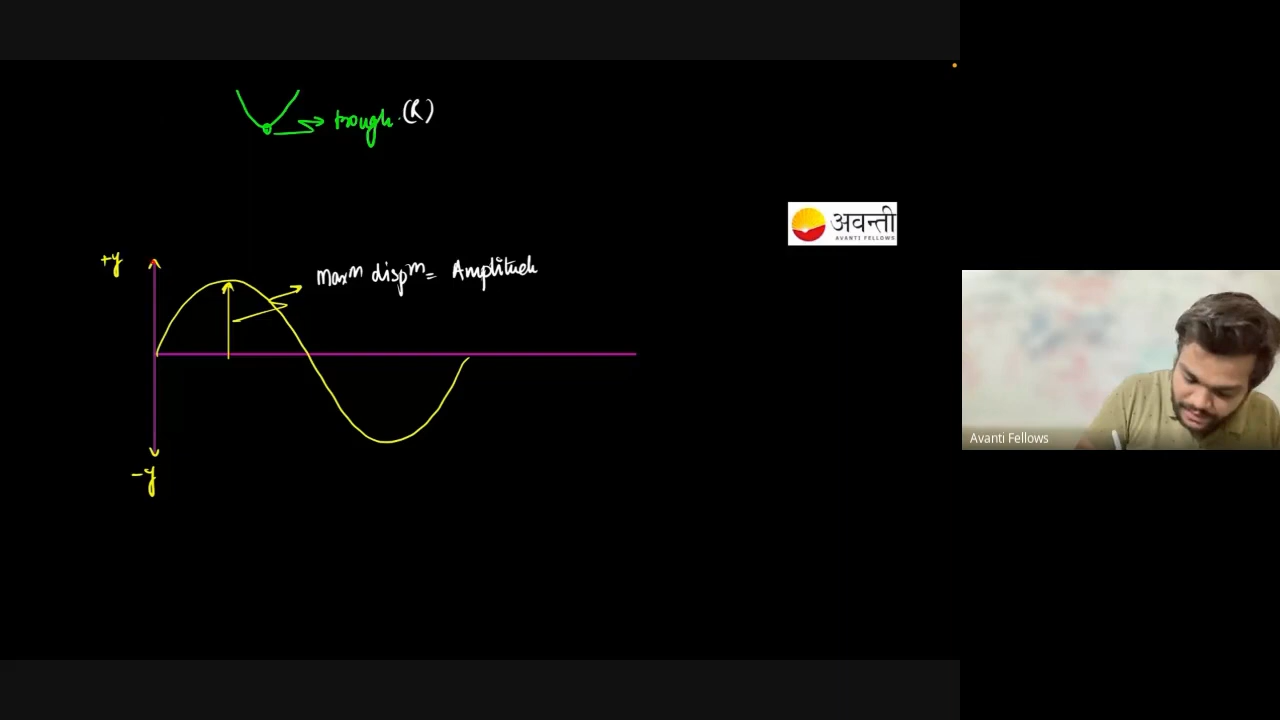 trough. (R)
अवन्ती
AVANTI FELLOWS
+y
Maxᵐ dispᵐ = Amplitude
Avanti Fellows
-y